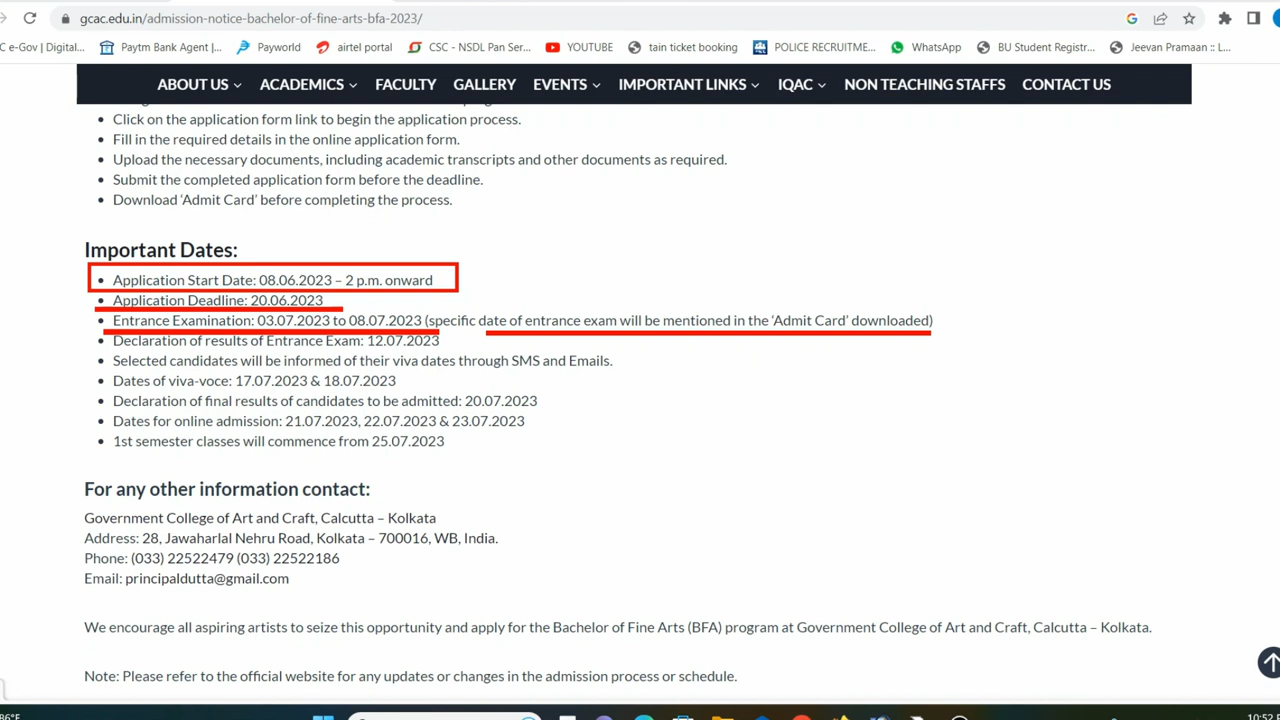 gcac.edu.in/admission-notice-bachelor-of-fine-arts-bfa-2023/
C e-Gov | Digital... Paytm Bank Agent |... Payworld airtel portal CSC - NSDL Pan Ser... YOUTUBE tain ticket booking POLICE RECRUITME... WhatsApp BU Student Registr... Jeevan Pramaan :: L...
ABOUT US ACADEMICS FACULTY GALLERY EVENTS IMPORTANT LINKS IQAC NON TEACHING STAFFS CONTACT US
• Click on the application form link to begin the application process.
• Fill in the required details in the online application form.
• Upload the necessary documents, including academic transcripts and other documents as required.
• Submit the completed application form before the deadline.
• Download ‘Admit Card’ before completing the process.
Important Dates:
• Application Start Date: 08.06.2023 – 2 p.m. onward
• Application Deadline: 20.06.2023
• Entrance Examination: 03.07.2023 to 08.07.2023 (specific date of entrance exam will be mentioned in the ‘Admit Card’ downloaded)
• Declaration of results of Entrance Exam: 12.07.2023
• Selected candidates will be informed of their viva dates through SMS and Emails.
• Dates of viva-voce: 17.07.2023 & 18.07.2023
• Declaration of final results of candidates to be admitted: 20.07.2023
• Dates for online admission: 21.07.2023, 22.07.2023 & 23.07.2023
• 1st semester classes will commence from 25.07.2023
For any other information contact:
Government College of Art and Craft, Calcutta – Kolkata
Address: 28, Jawaharlal Nehru Road, Kolkata – 700016, WB, India.
Phone: (033) 22522479 (033) 22522186
Email: principaldutta@gmail.com
We encourage all aspiring artists to seize this opportunity and apply for the Bachelor of Fine Arts (BFA) program at Government College of Art and Craft, Calcutta – Kolkata.
Note: Please refer to the official website for any updates or changes in the admission process or schedule.